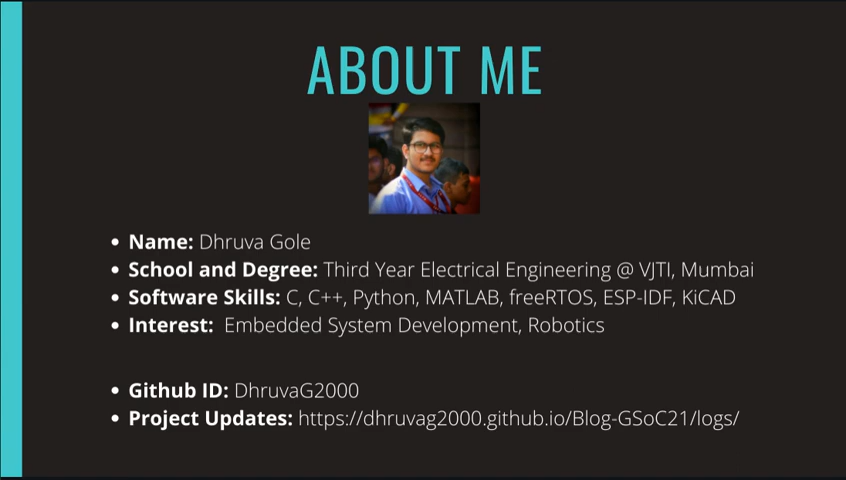 ABOUT ME
• Name: Dhruva Gole
• School and Degree: Third Year Electrical Engineering @ VJTI, Mumbai
• Software Skills: C, C++, Python, MATLAB, freeRTOS, ESP-IDF, KiCAD
• Interest: Embedded System Development, Robotics
• Github ID: DhruvaG2000
• Project Updates: https://dhruvag2000.github.io/Blog-GSoC21/logs/